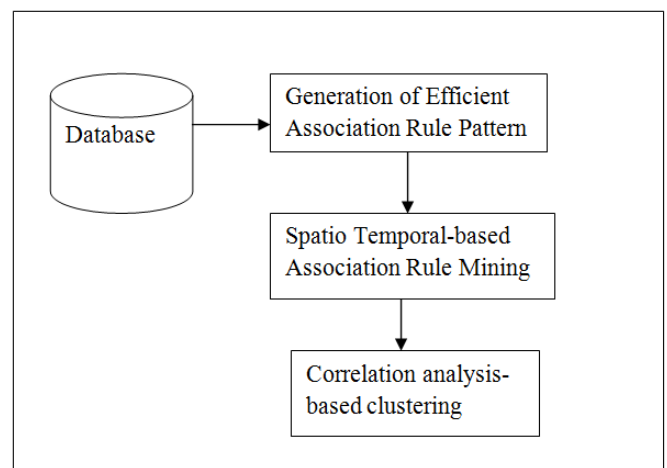 Database
Generation of Efficient
Association Rule Pattern
Spatio Temporal-based
Association Rule Mining
Correlation analysis-
based clustering